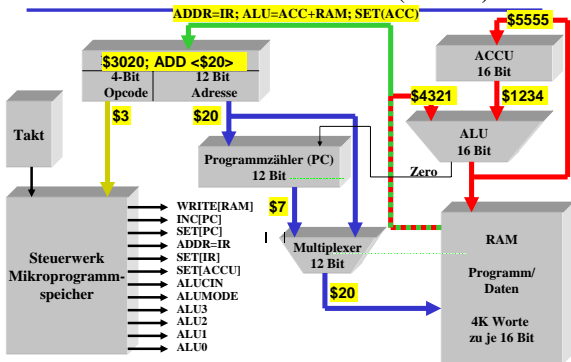 ADDR=IR; ALU=ACC+RAM; SET(ACC)
$5555
ACCU
16 Bit
$3020; ADD <$20>
4-Bit
Opcode
12 Bit
Adresse
$4321
$1234
$3
$20
Takt
ALU
16 Bit
Programmzähler (PC)
12 Bit
Zero
$7
WRITE[RAM]
INC[PC]
SET[PC]
ADDR=IR
SET[IR]
SET[ACCU]
ALUCIN
ALUMODE
ALU3
ALU2
ALU1
ALU0
Steuerwerk
Mikroprogramm-
speicher
Multiplexer
12 Bit
$20
RAM
Programm/
Daten
4K Worte
zu je 16 Bit